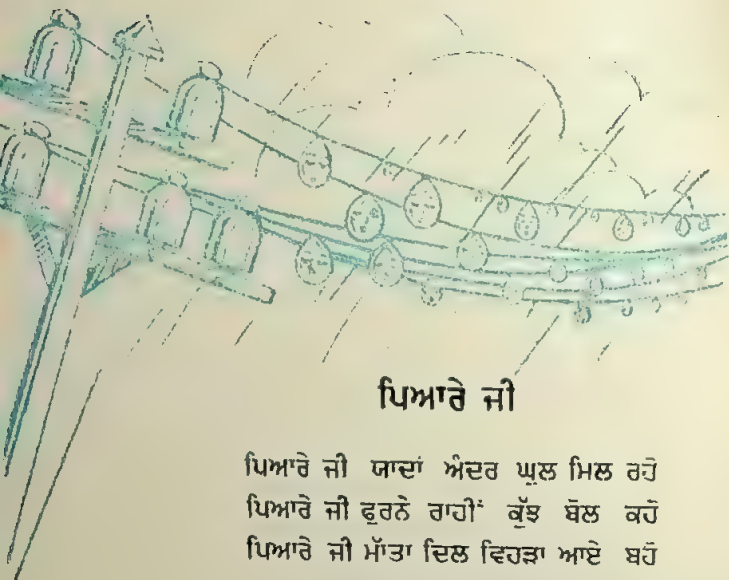 ਪਿਆਰੇ ਜੀ
ਪਿਆਰੇ ਜੀ ਯਾਦਾਂ ਅੰਦਰ ਘੁਲ ਮਿਲ ਰਹੋ
ਪਿਆਰੇ ਜੀ ਫੁਰਨੇ ਰਾਹੀਂ ਕੁੱਝ ਬੋਲ ਕਹੋ
ਪਿਆਰੇ ਜੀ ਮਾੱਤਾ ਦਿਲ ਵਿਹੜਾ ਆਏ ਬਹੋ